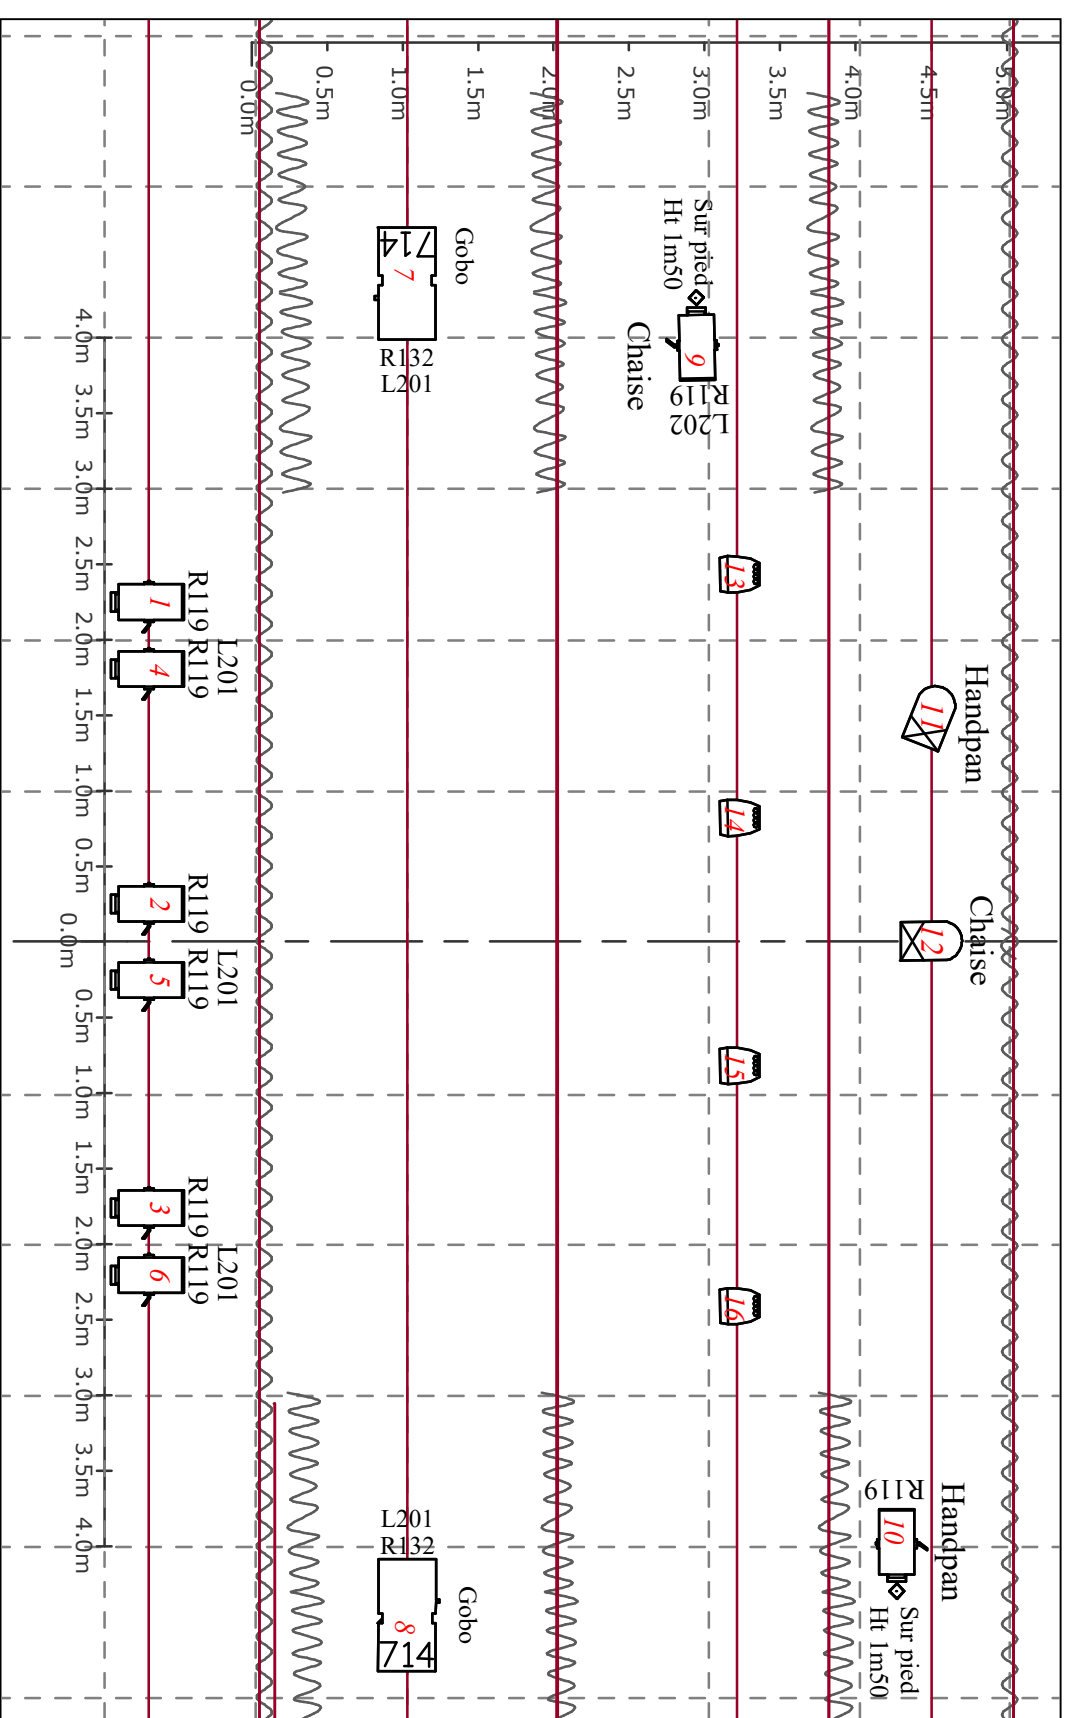 0.0m
0.5m
1.0m
1.5m
2.0m
2.5m
3.0m
3.5m
4.0m
4.5m
5.0m
Gobo
714
7
R132
L201
Sur pied
Ht 1m50
9
R119
L202
Chaise
13
14
15
16
Handpan
11
Chaise
12
Handpan
10
R119
Sur pied
Ht 1m50
Gobo
714
8
L201
R132
R119
1
L201
R119
4
R119
2
L201
R119
5
R119
3
L201
R119
6
4.0m
3.5m
3.0m
2.5m
2.0m
1.5m
1.0m
0.5m
0.0m
0.5m
1.0m
1.5m
2.0m
2.5m
3.0m
3.5m
4.0m